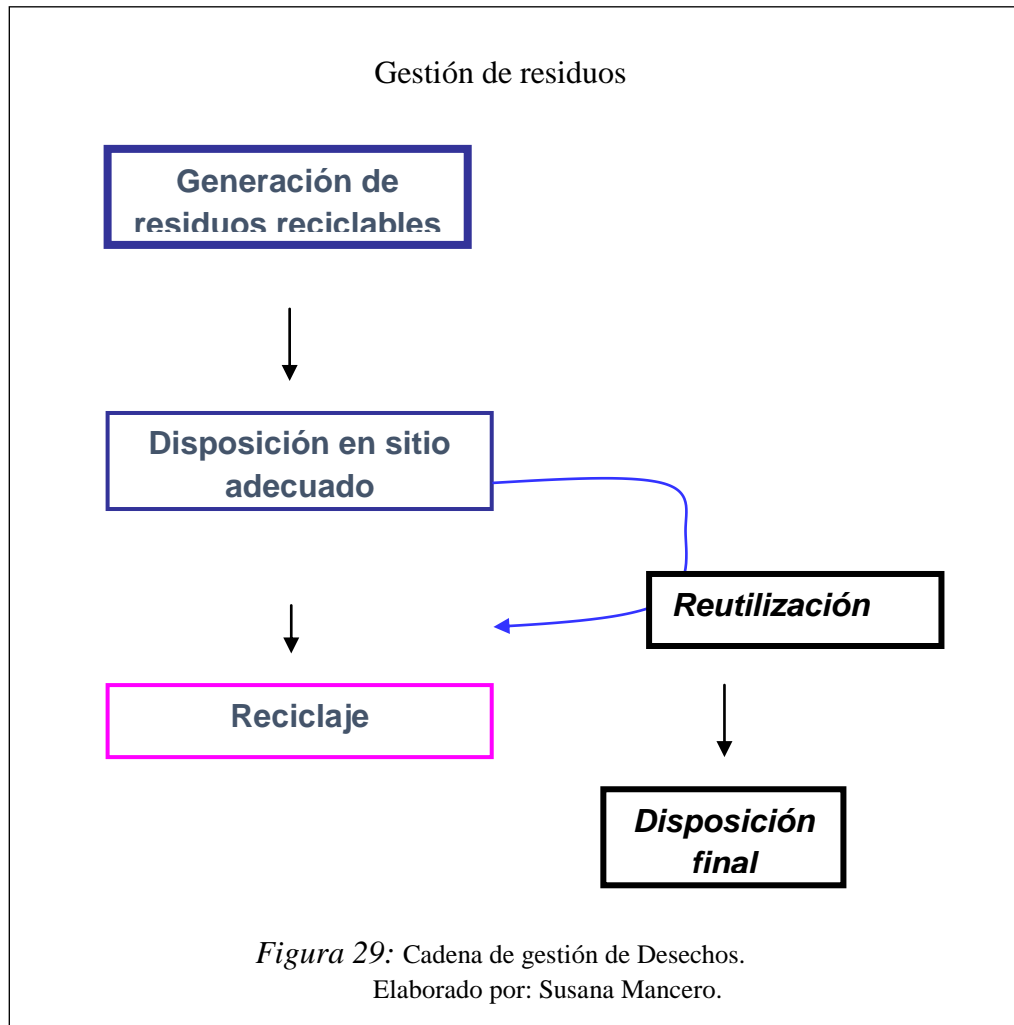 Gestión de residuos
Generación de
residuos reciclables
Disposición en sitio
adecuado
Reutilización
Reciclaje
Disposición
final
Figura 29: Cadena de gestión de Desechos.
Elaborado por: Susana Mancero.